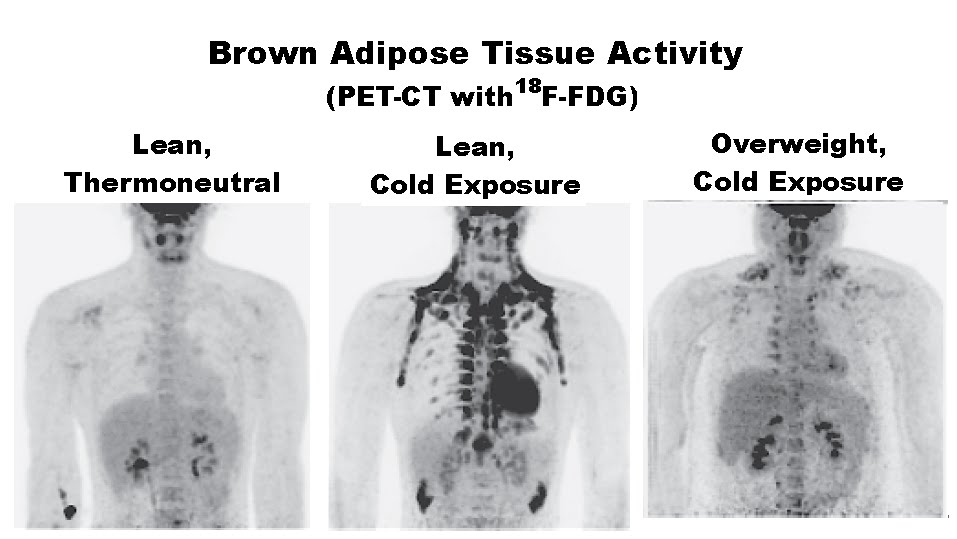 Brown Adipose Tissue Activity
(PET-CT with 18F-FDG)
Lean,
Thermoneutral
Lean,
Cold Exposure
Overweight,
Cold Exposure